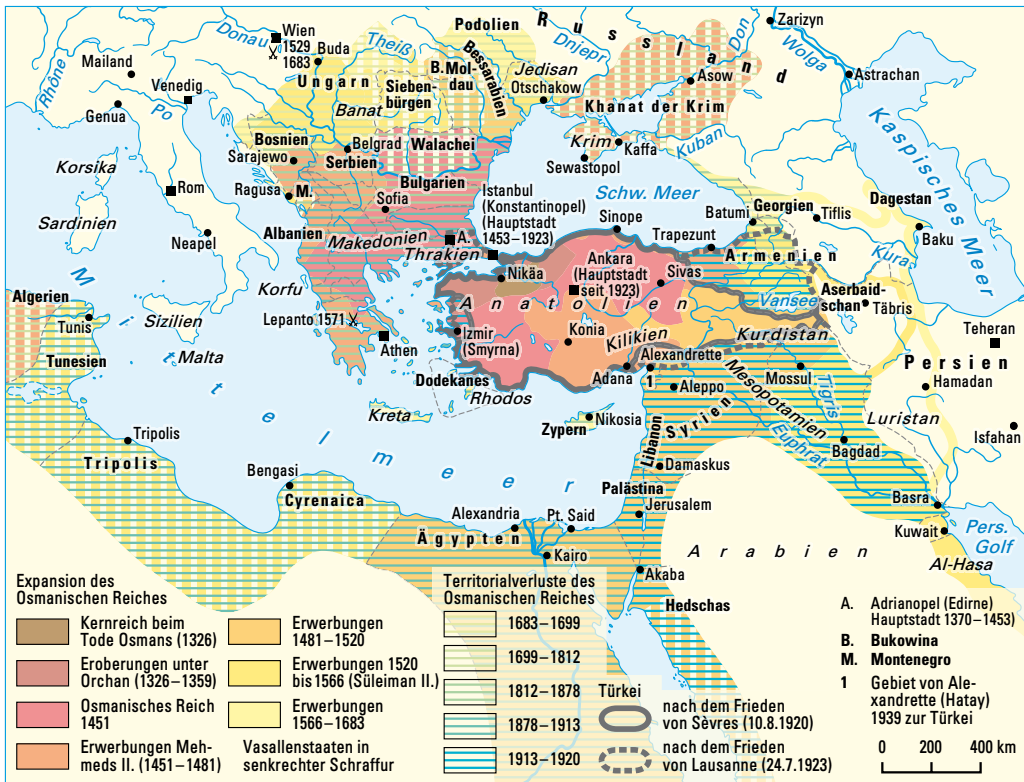 Podolien
Russland
Zarizyn
Wien
1529
1683
Donau
Buda
Theiß
Dniepr
Don
Wolga
Rhône
Mailand
Venedig
Ungarn
B.
Moldau
Bessarabien
Jedisan
Otschakow
Asow
Astrachan
Po
Genua
Banat
Sieben-
bürgen
Khanat der Krim
Kaspisches Meer
Bosnien
Belgrad
Walachei
Krim
Kaffa
Kuban
Korsika
Sarajewo
Serbien
Sewastopol
Rom
Ragusa
M.
Bulgarien
Istanbul
(Konstantinopel)
(Hauptstadt
1453–1923)
Schw. Meer
Georgien
Dagestan
Sardinien
Sofia
Sinope
Batumi
Tiflis
Neapel
Albanien
Makedonien
A.
Trapezunt
Baku
Thrakien
Ankara
(Hauptstadt
seit 1923)
Sivas
Armenien
Kura
Nikäa
Korfu
Anatolien
Vansee
Aserbaid-
schan
Täbris
Algerien
Tunis
Sizilien
Lepanto 1571
Izmir
(Smyrna)
Konia
Kilikien
Kurdistan
Teheran
Mittelmeer
Tunesien
Malta
Athen
Alexandrette
Persien
Dodekanes
Adana
1
Aleppo
Mossul
Hamadan
Rhodos
Mesopotamien
Tigris
Kreta
Nikosia
Zypern
Syrien
Luristan
Tripolis
Euphrat
Isfahan
Tripolis
Libanon
Bagdad
Bengasi
Damaskus
Cyrenaica
Palästina
Basra
Alexandria
Pt. Said
Jerusalem
Kuwait
Pers.
Golf
Ägypten
Kairo
Arabien
Al-Hasa
Akaba
Hedschas
Expansion des
Osmanischen Reiches
Kernreich beim
Tode Osmans (1326)
Eroberungen unter
Orchan (1326–1359)
Osmanisches Reich
1451
Erwerbungen Meh-
meds II. (1451–1481)
Erwerbungen
1481–1520
Erwerbungen 1520
bis 1566 (Süleiman II.)
Erwerbungen
1566–1683
Vasallenstaaten in
senkrechter Schraffur
Territorialverluste des
Osmanischen Reiches
1683–1699
1699–1812
1812–1878
1878–1913
1913–1920
Türkei
nach dem Frieden
von Sèvres (10.8.1920)
nach dem Frieden
von Lausanne (24.7.1923)
A. Adrianopel (Edirne)
Hauptstadt 1370–1453)
B. Bukowina
M. Montenegro
1 Gebiet von Ale-
xandrette (Hatay)
1939 zur Türkei
0 200 400 km